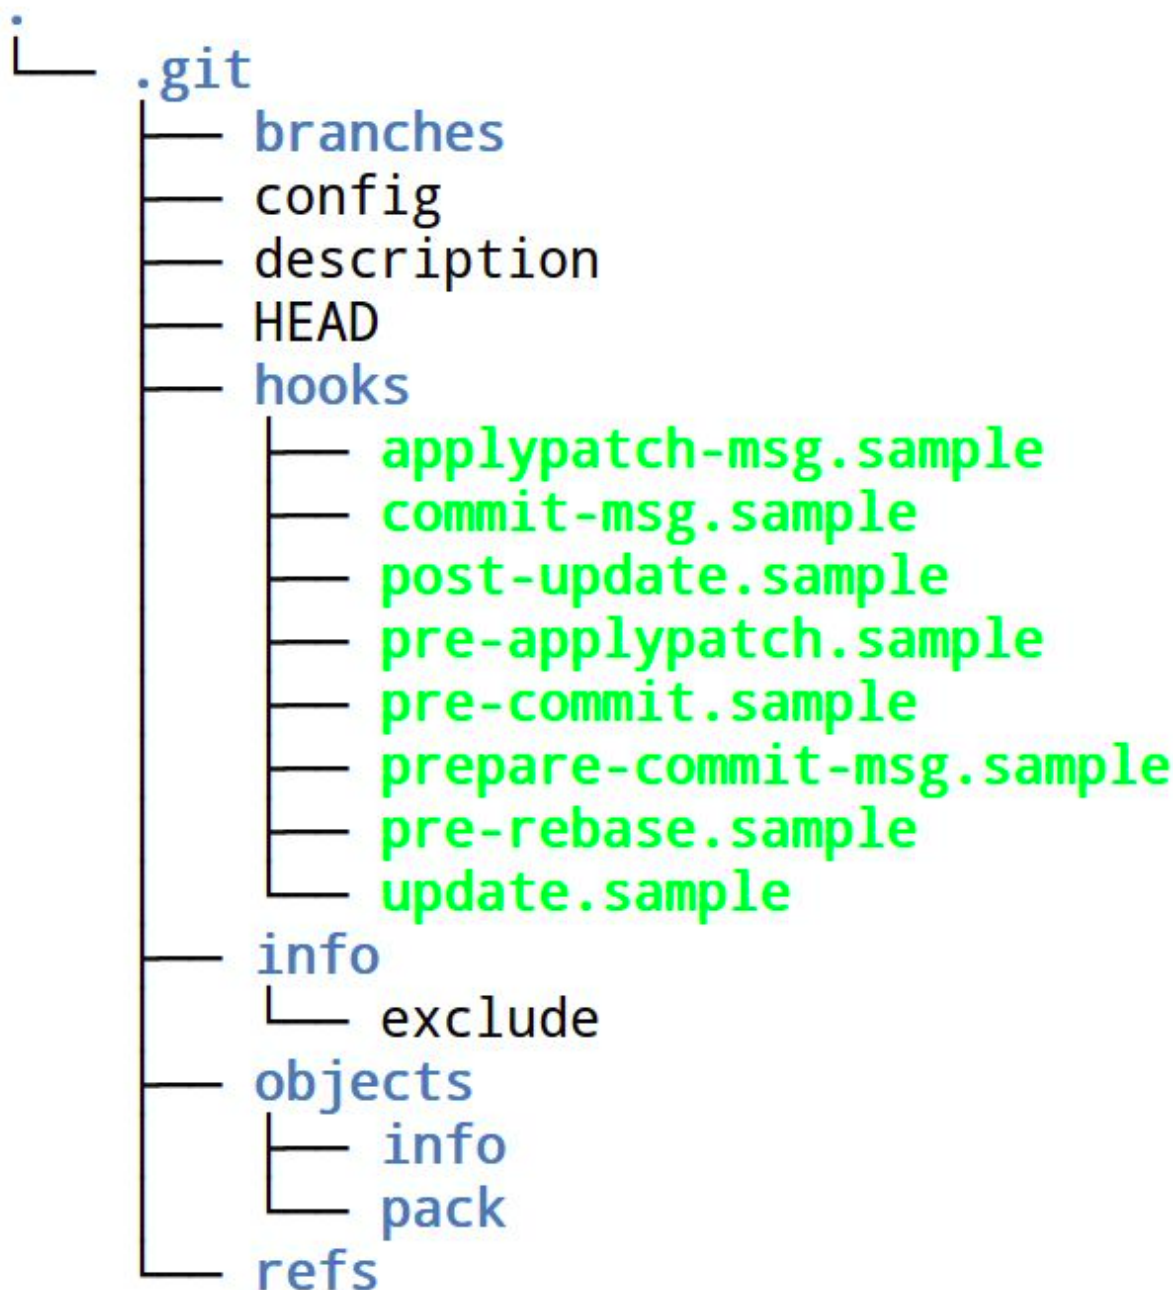 .
└── .git
    ├── branches
    ├── config
    ├── description
    ├── HEAD
    ├── hooks
    │   ├── applypatch-msg.sample
    │   ├── commit-msg.sample
    │   ├── post-update.sample
    │   ├── pre-applypatch.sample
    │   ├── pre-commit.sample
    │   ├── prepare-commit-msg.sample
    │   ├── pre-rebase.sample
    │   └── update.sample
    ├── info
    │   └── exclude
    ├── objects
    │   ├── info
    │   └── pack
    └── refs